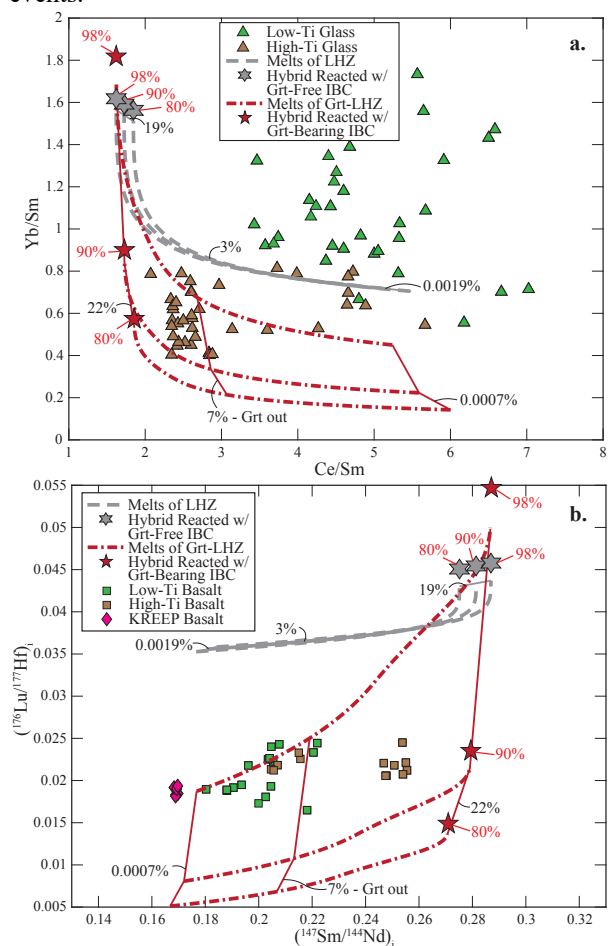 events.
a.
Low-Ti Glass
High-Ti Glass
Melts of LHZ
Hybrid Reacted w/
Grt-Free IBC
Melts of Grt-LHZ
Hybrid Reacted w/
Grt-Bearing IBC
98%
98%
90%
80%
19%
3%
0.0019%
90%
22%
80%
7% - Grt out
0.0007%
Yb/Sm
2
1.8
1.6
1.4
1.2
1
0.8
0.6
0.4
0.2
0
1 2 3 4 5 6 7 8
Ce/Sm
b.
Melts of LHZ
Hybrid Reacted w/
Grt-Free IBC
Melts of Grt-LHZ
Hybrid Reacted w/
Grt-Bearing IBC
Low-Ti Basalt
High-Ti Basalt
KREEP Basalt
98%
90%
80%
98%
19%
3%
0.0019%
90%
22%
80%
0.0007%
7% - Grt out
(¹⁷⁶Lu/¹⁷⁷Hf)ᵢ
0.055
0.05
0.045
0.04
0.035
0.03
0.025
0.02
0.015
0.01
0.005
0.14 0.16 0.18 0.2 0.22 0.24 0.26 0.28 0.3
(¹⁴⁷Sm/¹⁴⁴Nd)ᵢ